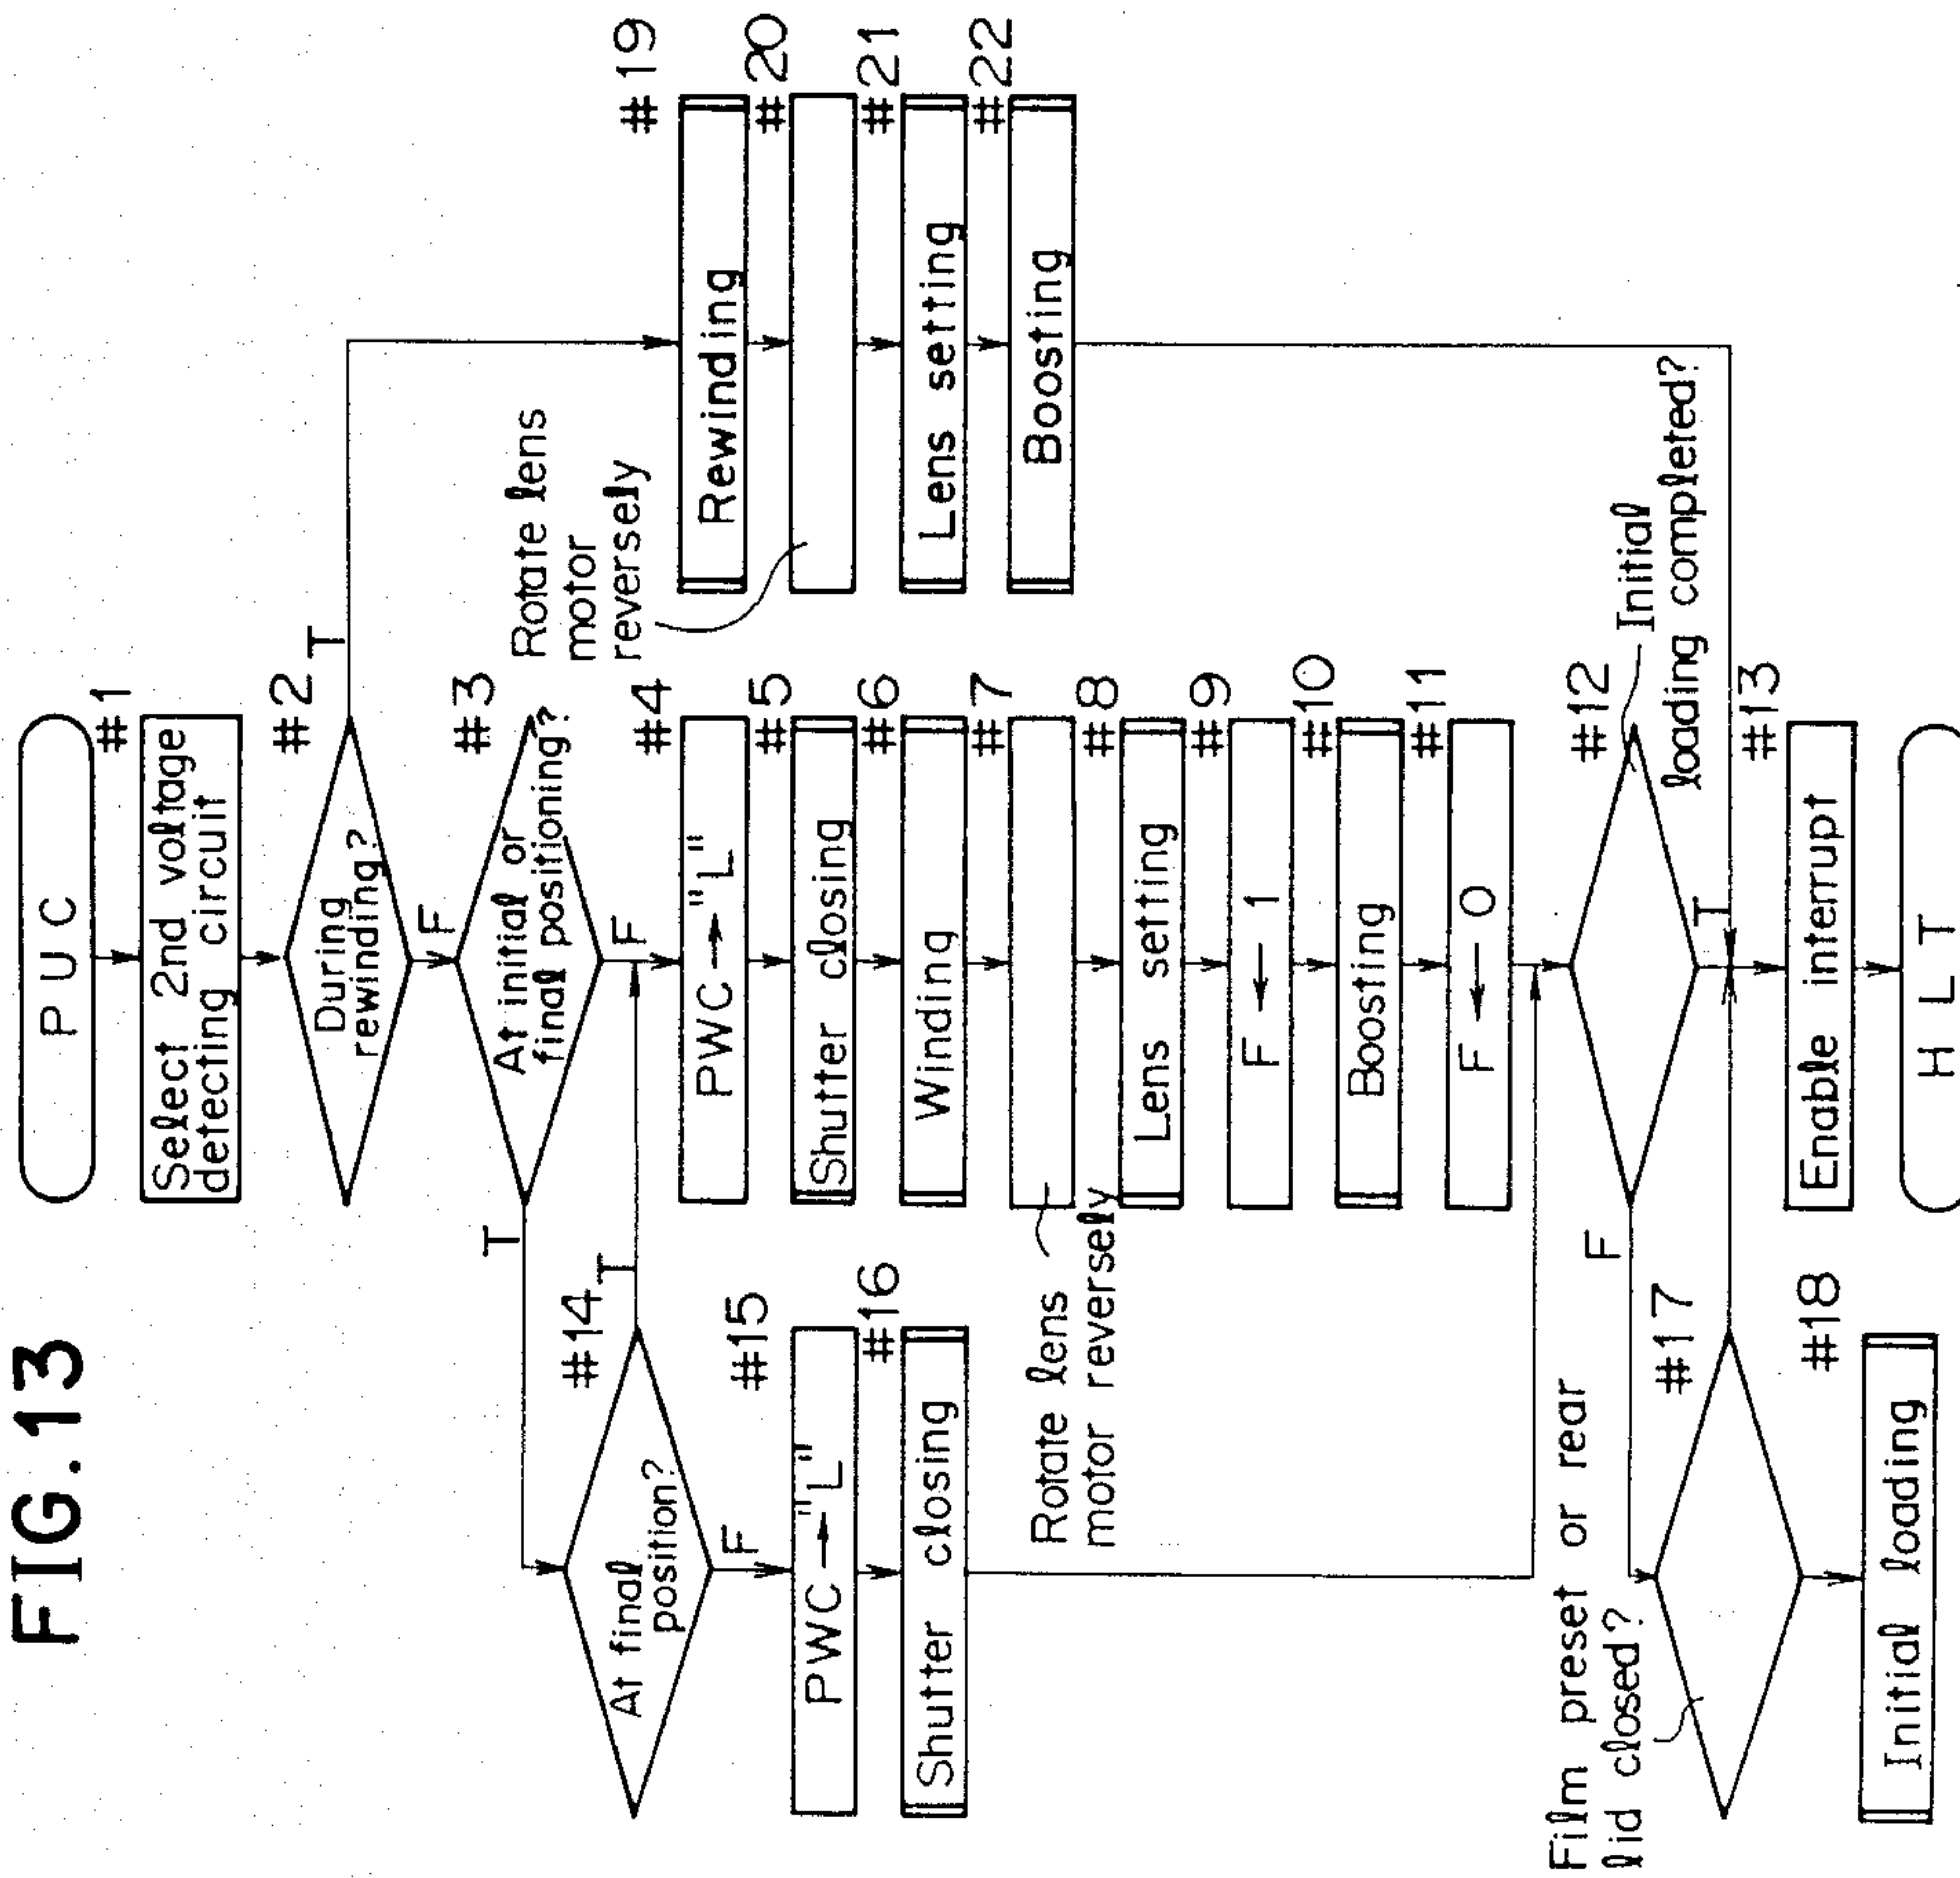 FIG.13
PUC
#1
Select 2nd voltage
detecting circuit
#2
During
rewinding?
T
F
#3
At initial or
final positioning?
T
F
#4
PWC→"L"
#5
Shutter closing
#6
Winding
#7
Rotate lens
motor reversely
#8
Lens setting
#9
F←1
#10
Boosting
#11
F←0
#12
Initial
loading completed?
F
T
#13
Enable interrupt
HLT
#14
At final
position?
T
F
#15
PWC→"L"
#16
Shutter closing
#17
Film preset or rear
lid closed?
#18
Initial loading
#19
Rewinding
#20
Rotate lens
motor
reversely
#21
Lens setting
#22
Boosting